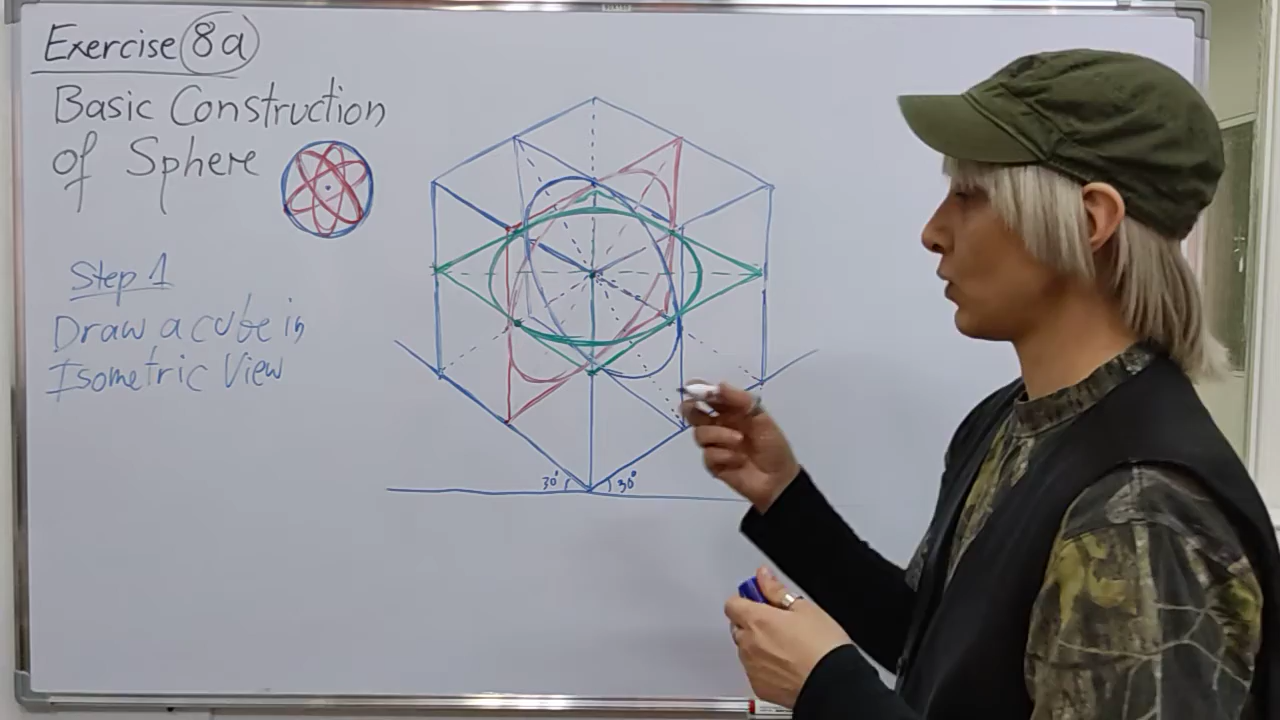 Exercise 8a
Basic Construction
of Sphere
Step 1
Draw a cube in
Isometric View
30° 30°